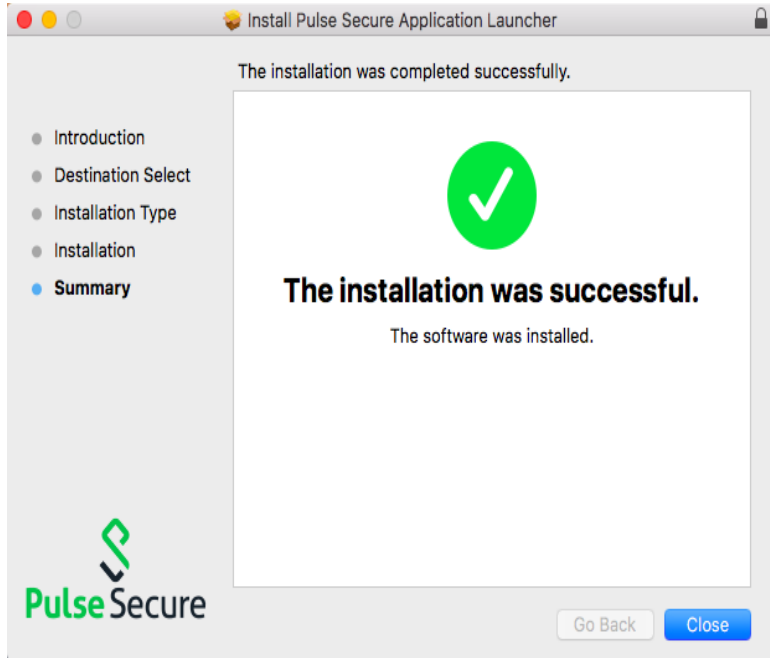 Install Pulse Secure Application Launcher
The installation was completed successfully.
Introduction
Destination Select
Installation Type
Installation
Summary
The installation was successful.
The software was installed.
Pulse Secure
Go Back
Close